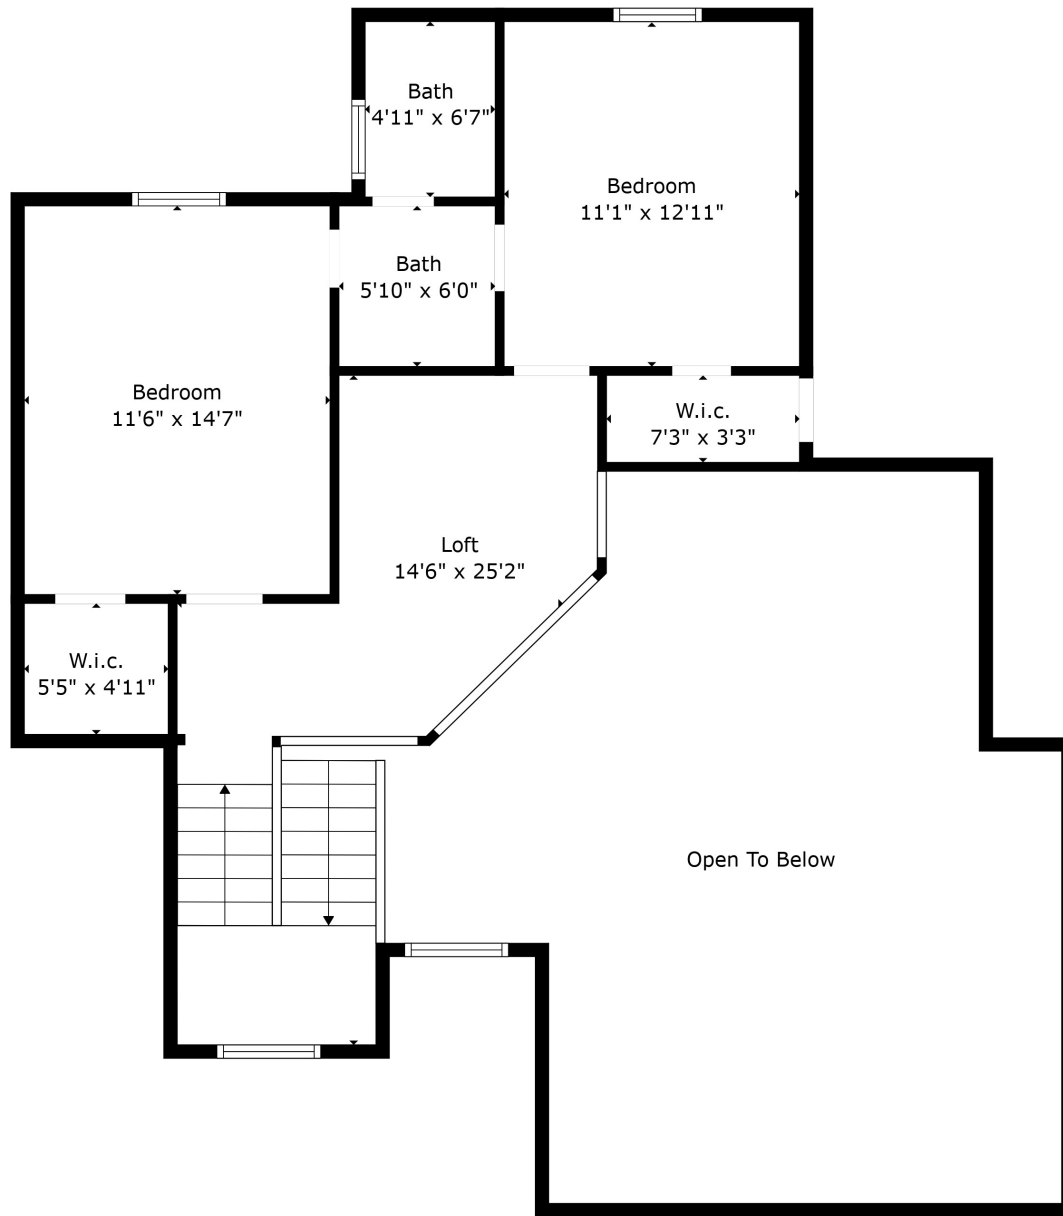 Bath
4'11" x 6'7"
Bedroom
11'1" x 12'11"
Bath
5'10" x 6'0"
Bedroom
11'6" x 14'7"
W.i.c.
7'3" x 3'3"
Loft
14'6" x 25'2"
W.i.c.
5'5" x 4'11"
Open To Below